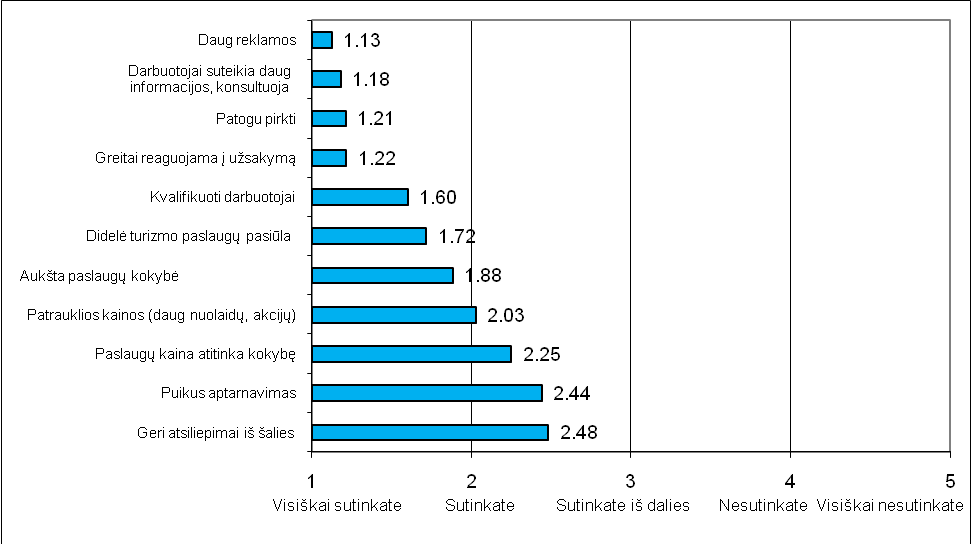 Daug reklamos 1.13
Darbuotojai suteikia daug
informacijos, konsultuoja 1.18
Patogu pirkti 1.21
Greitai reaguojama į užsakymą 1.22
Kvalifikuoti darbuotojai 1.60
Didelė turizmo paslaugų pasiūla 1.72
Aukšta paslaugų kokybė 1.88
Patrauklios kainos (daug nuolaidų, akcijų) 2.03
Paslaugų kaina atitinka kokybę 2.25
Puikus aptarnavimas 2.44
Geri atsiliepimai iš šalies 2.48
1 2 3 4 5
Visiškai sutinkate Sutinkate Sutinkate iš dalies Nesutinkate Visiškai nesutinkate